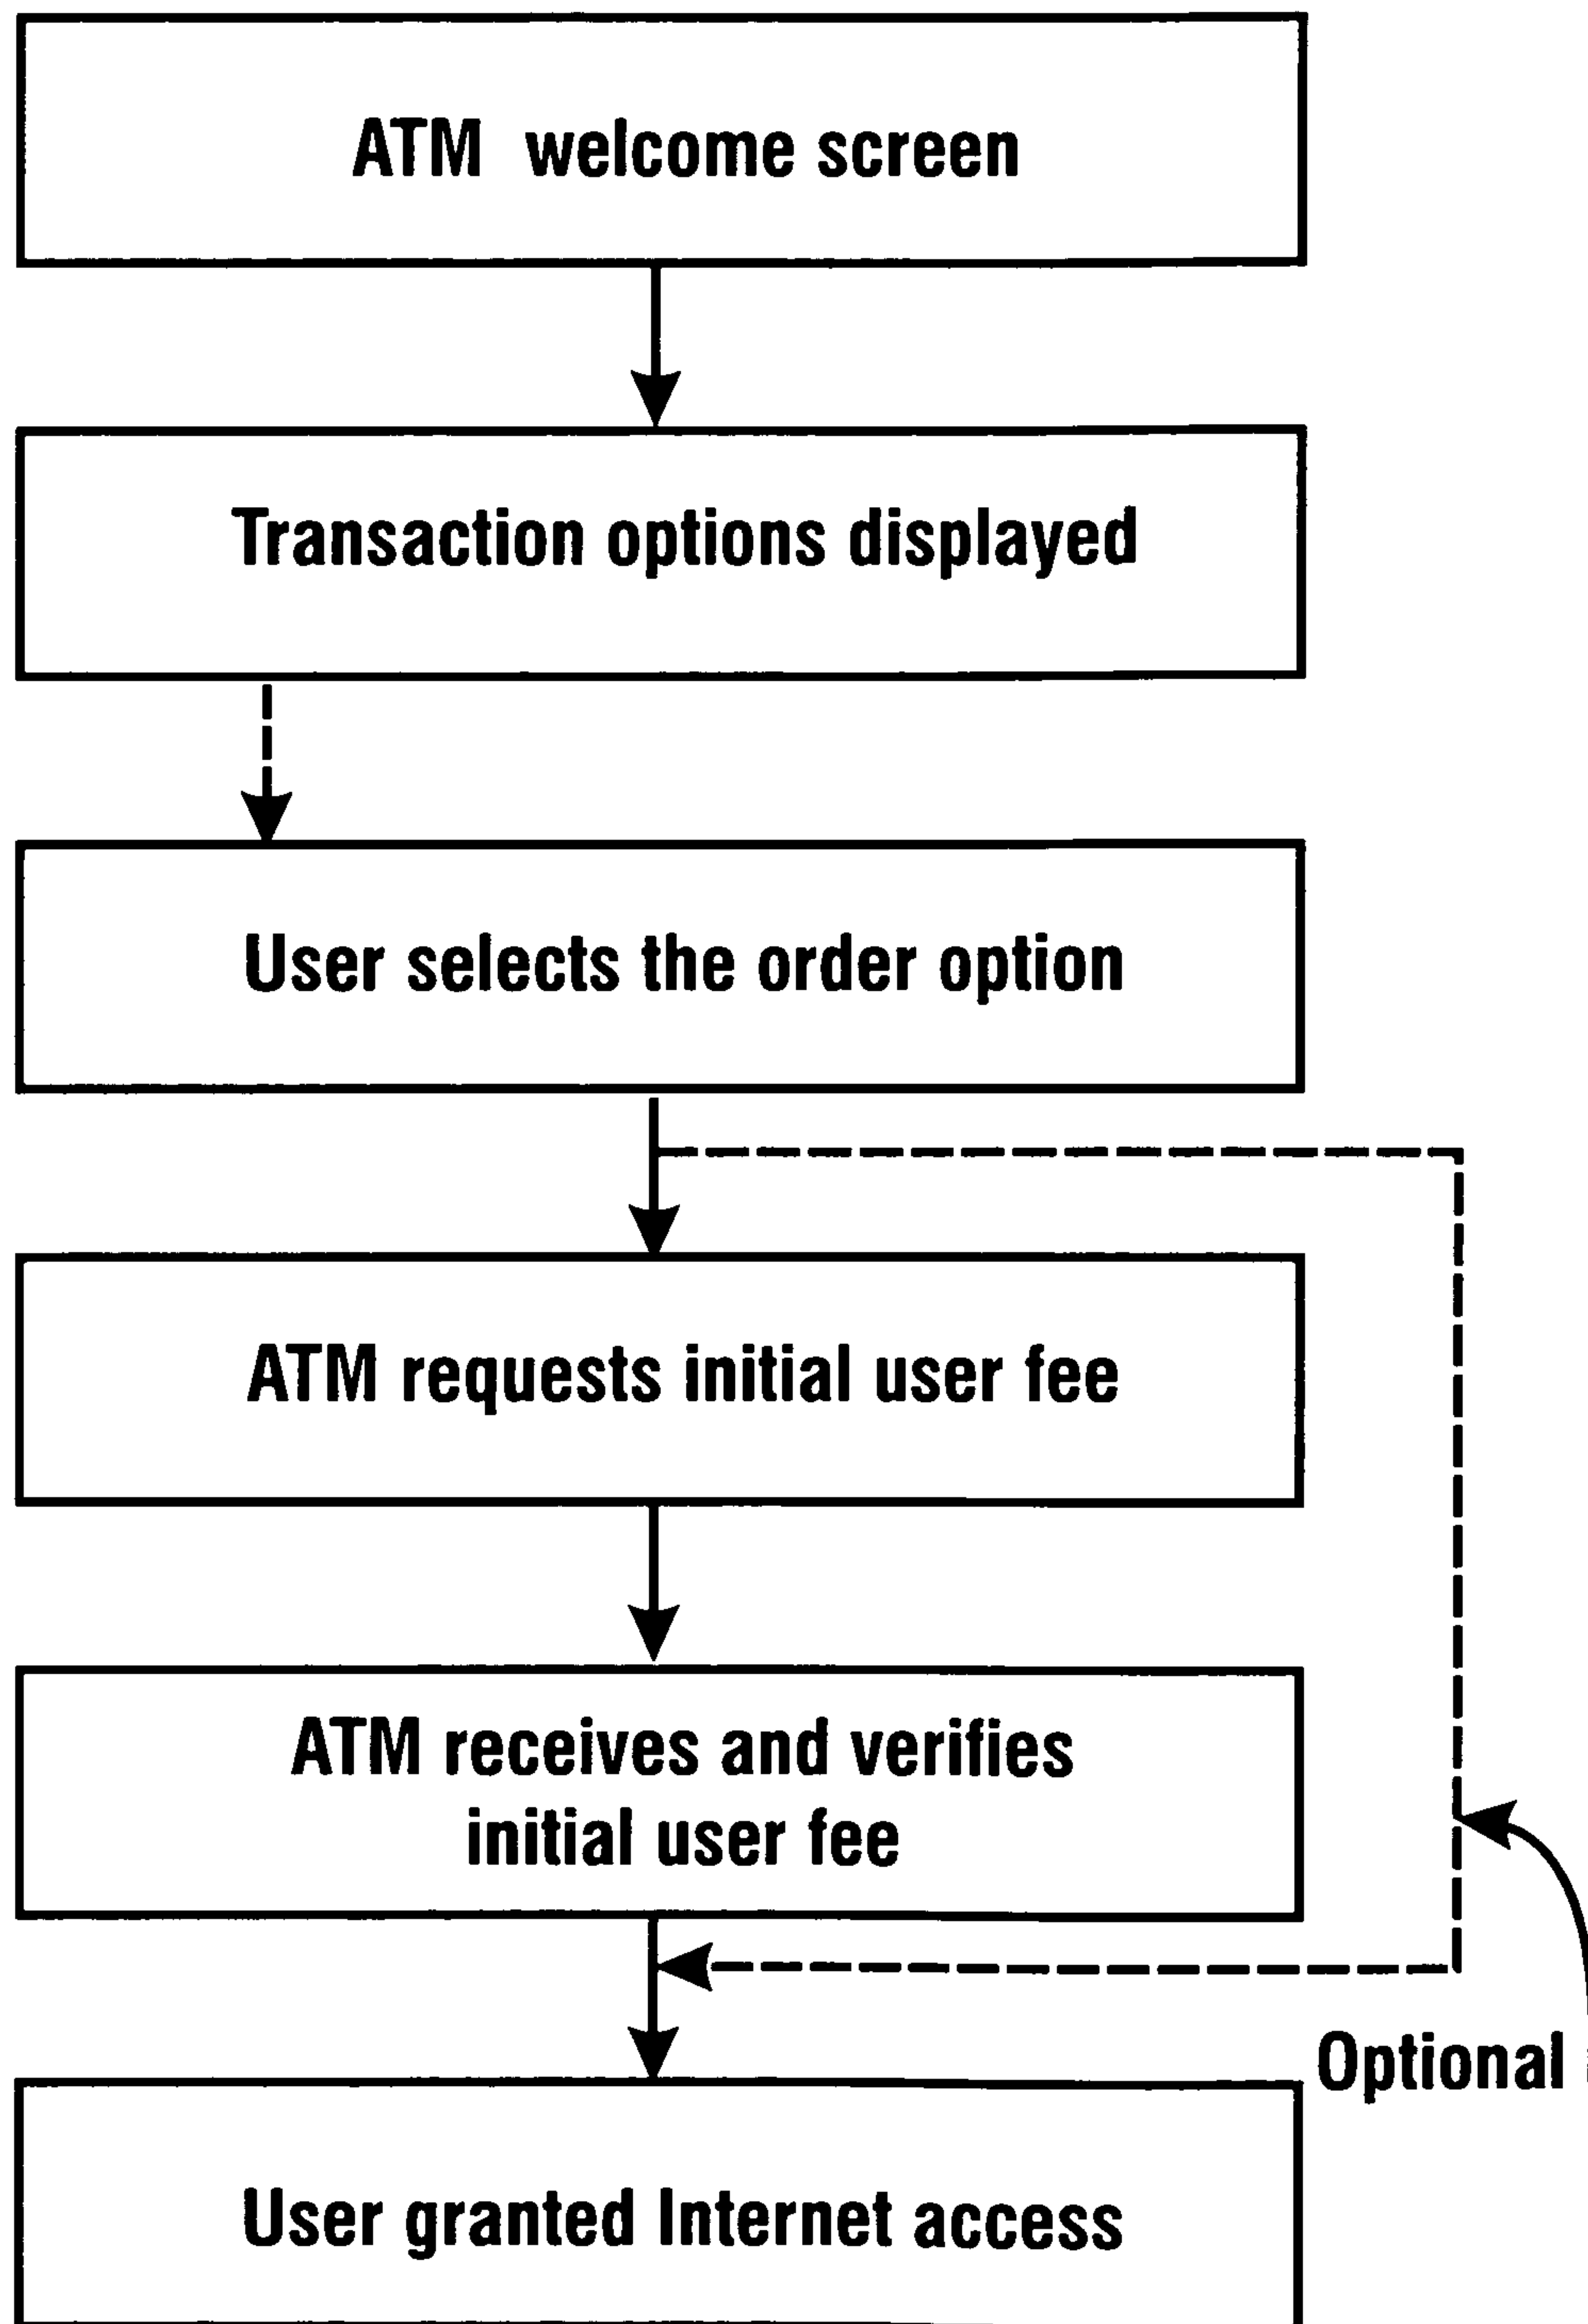 ATM welcome screen
Transaction options displayed
User selects the order option
ATM requests initial user fee
ATM receives and verifies
initial user fee
Optional
User granted Internet access